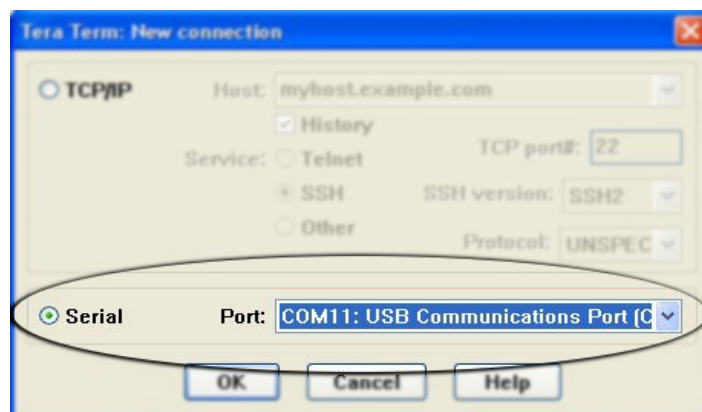 Tera Term: New connection
TCP/IP Host: myhost.example.com
History
Service: Telnet TCP port#: 22
SSH SSH version: SSH2
Other Protocol: UNSPEC
Serial Port: COM11: USB Communications Port (C
OK Cancel Help